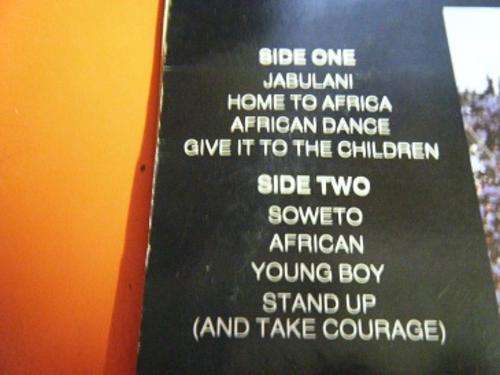 SIDE ONE
JABULANI
HOME TO AFRICA
AFRICAN DANCE
GIVE IT TO THE CHILDREN
SIDE TWO
SOWETO
AFRICAN
YOUNG BOY
STAND UP
(AND TAKE COURAGE)